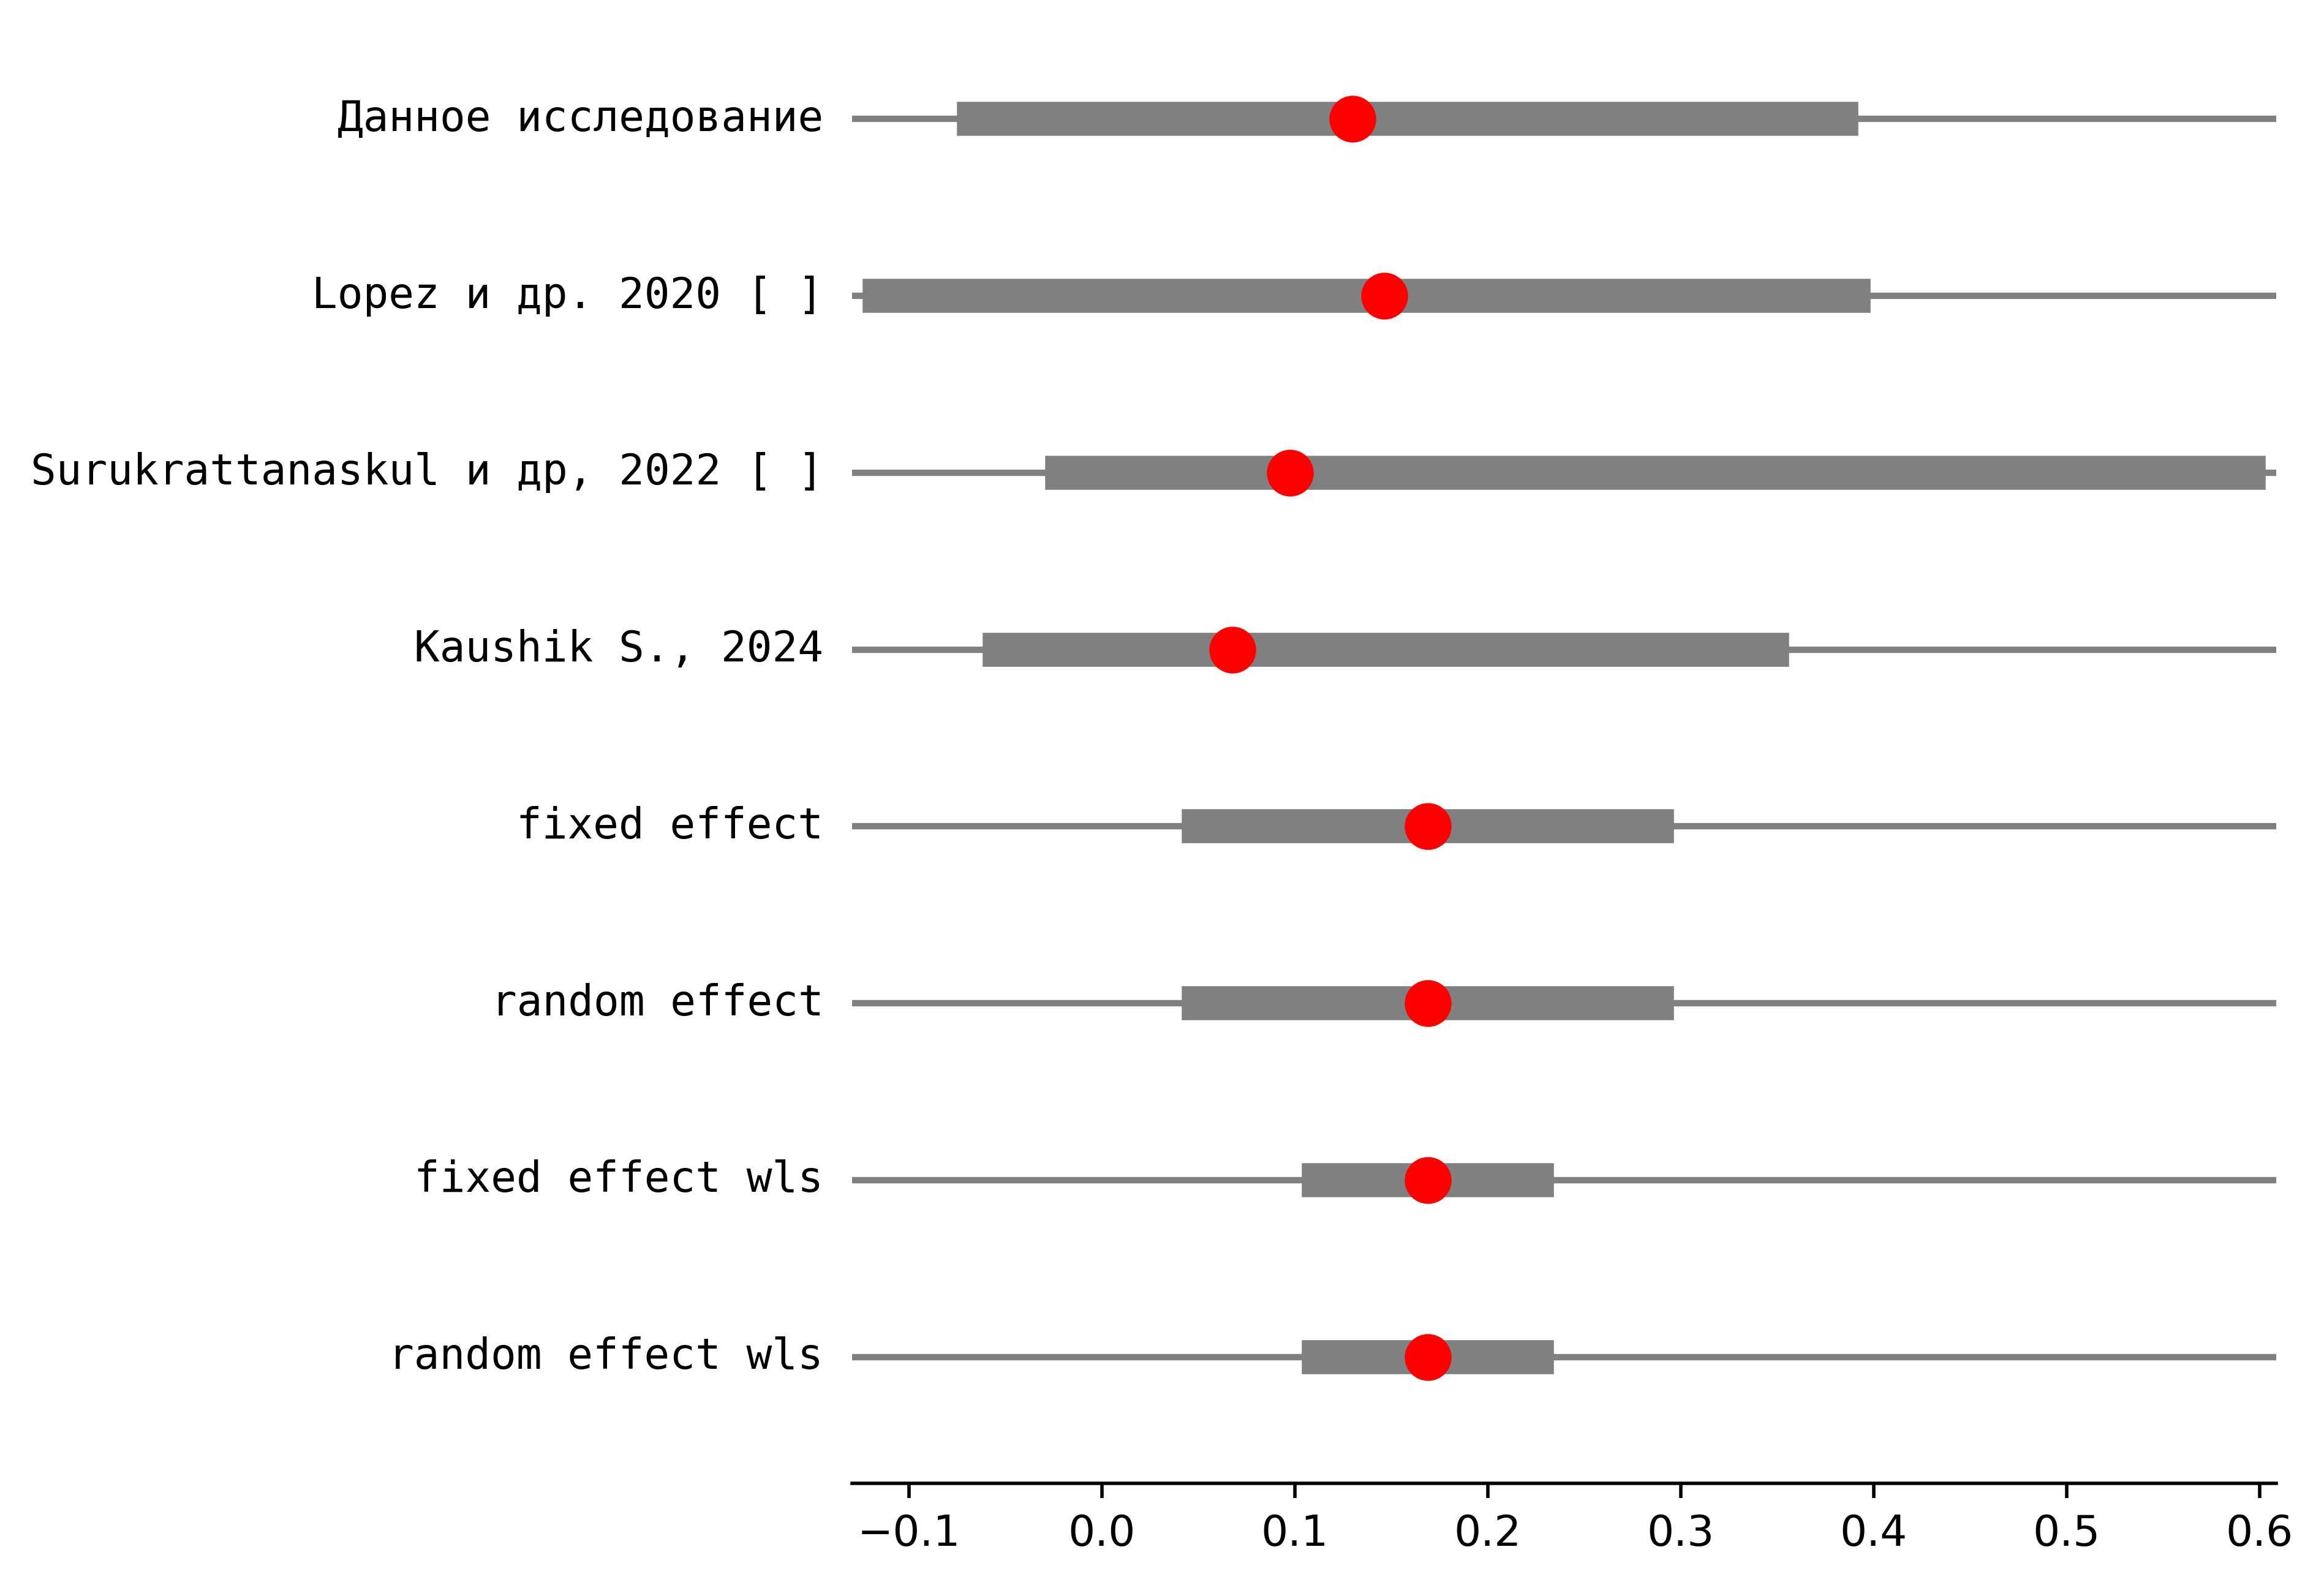 Данное исследование
Lopez и др. 2020 [ ]
Surukrattanaskul и др, 2022 [ ]
Kaushik S., 2024
fixed effect
random effect
fixed effect wls
random effect wls
−0.1 0.0 0.1 0.2 0.3 0.4 0.5 0.6